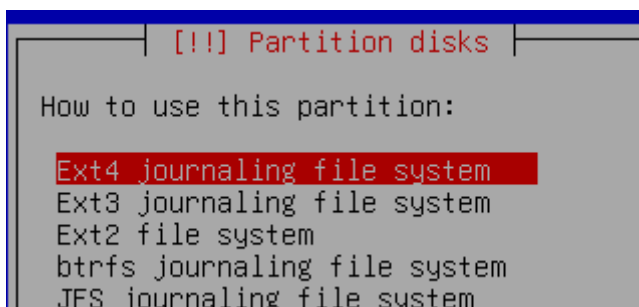 [!!] Partition disks
How to use this partition:
Ext4 journaling file system
Ext3 journaling file system
Ext2 file system
btrfs journaling file system
JFS journaling file system